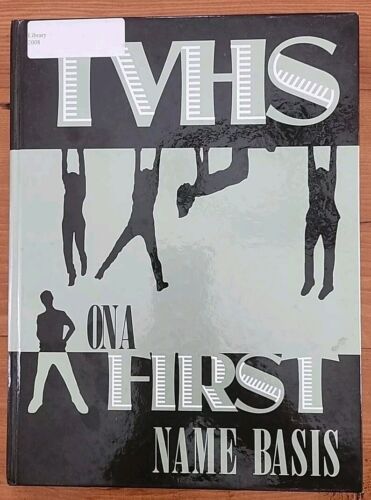 Library
2008
TVHS
ON A
FIRST
NAME BASIS